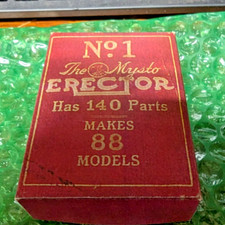 No 1
The Mysto
ERECTOR
Has 140 Parts
MAKES
88
MODELS